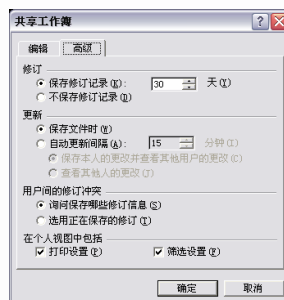 共享工作簿
编辑 高级
修订
保存修订记录(K): 30 天(Y)
不保存修订记录(D)
更新
保存文件时(W)
自动更新间隔(A): 15 分钟(I)
保存本人的更改并查看其他用户的更改(C)
查看其他人的更改(J)
用户间的修订冲突
询问保存哪些修订信息(S)
选用正在保存的修订(T)
在个人视图中包括
打印设置(P) 筛选设置(F)
确定 取消